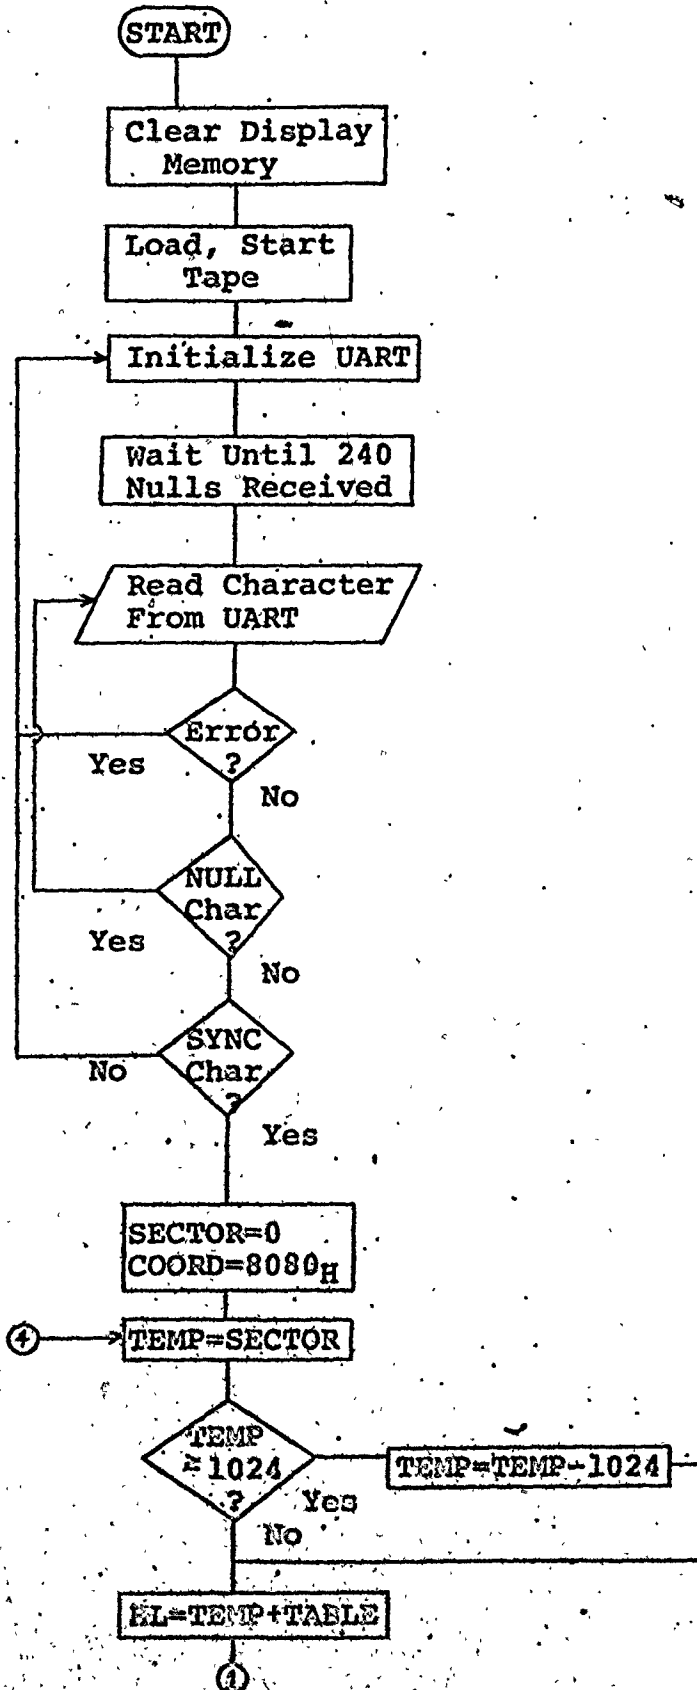 START
Clear Display
Memory
Load, Start
Tape
Initialize UART
Wait Until 240
Nulls Received
Read Character
From UART
Error
?
Yes
No
NULL
Char
?
Yes
No
SYNC
Char
?
No
Yes
SECTOR=0
COORD=8080H
4
TEMP=SECTOR
TEMP
1024
?
Yes
No
TEMP=TEMP-1024
HL=TEMP+TABLE
1